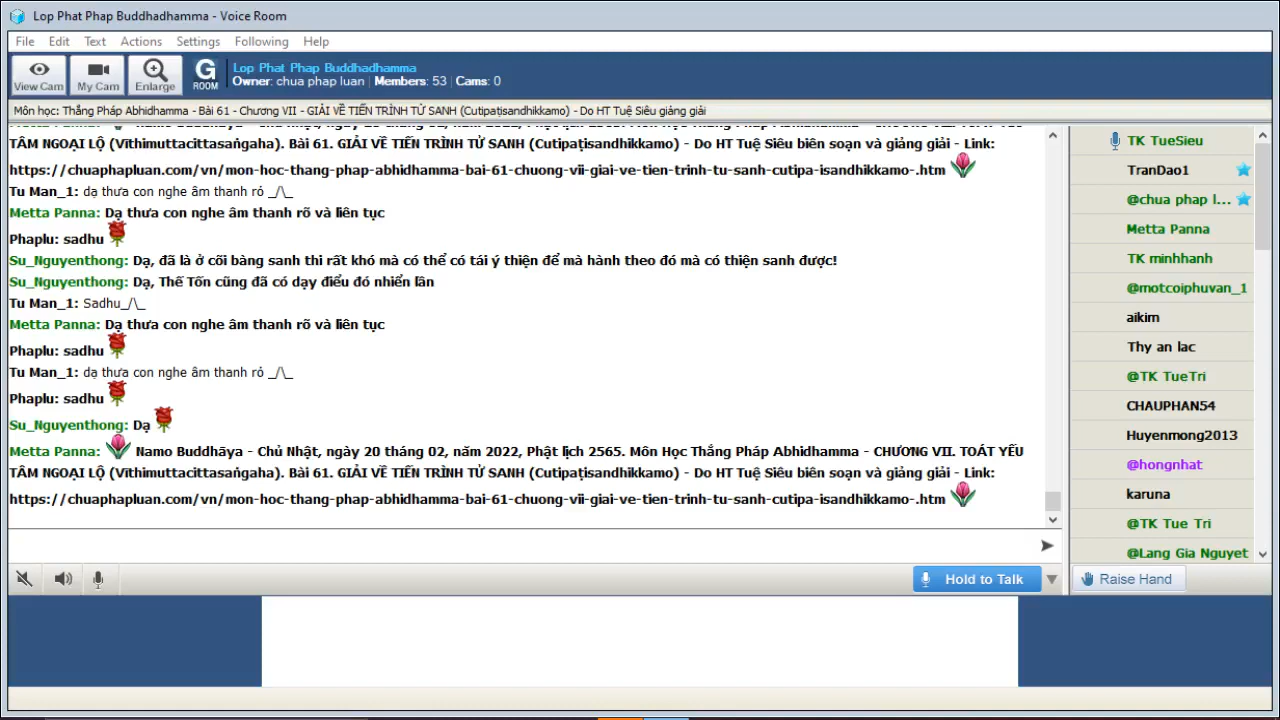 Lop Phat Phap Buddhadhamma - Voice Room
File Edit Text Actions Settings Following Help
View Cam My Cam Enlarge G ROOM
Lop Phat Phap Buddhadhamma
Owner: chua phap luan | Members: 53 | Cams: 0
Môn học: Thắng Pháp Abhidhamma - Bài 61 - Chương VII - GIẢI VỀ TIẾN TRÌNH TỬ SANH (Cutipaṭisandhikkamo) - Do HT Tuệ Siêu giảng giải
TÂM NGOẠI LỘ (Vīthimuttacittasaṅgaha). Bài 61. GIẢI VỀ TIẾN TRÌNH TỬ SANH (Cutipaṭisandhikkamo) - Do HT Tuệ Siêu biên soạn và giảng giải - Link:
https://chuaphapluan.com/vn/mon-hoc-thang-phap-abhidhamma-bai-61-chuong-vii-giai-ve-tien-trinh-tu-sanh-cutipa-isandhikkamo-.htm
Tu Man_1: dạ thưa con nghe âm thanh rỏ _/\_
Metta Panna: Dạ thưa con nghe âm thanh rõ và liên tục
Phaplu: sadhu
Su_Nguyenthong: Dạ, đã là ở cõi bàng sanh thì rất khó mà có thể có tái ý thiện để mà hành theo đó mà có thiện sanh được!
Su_Nguyenthong: Dạ, Thế Tốn cũng đã có dạy điểu đó nhiển lần
Tu Man_1: Sadhu_/\_
Metta Panna: Dạ thưa con nghe âm thanh rõ và liên tục
Phaplu: sadhu
Tu Man_1: dạ thưa con nghe âm thanh rỏ _/\_
Phaplu: sadhu
Su_Nguyenthong: Dạ
Metta Panna: Namo Buddhāya - Chủ Nhật, ngày 20 tháng 02, năm 2022, Phật lịch 2565. Môn Học Thắng Pháp Abhidhamma - CHƯƠNG VII. TOÁT YẾU
TÂM NGOẠI LỘ (Vīthimuttacittasaṅgaha). Bài 61. GIẢI VỀ TIẾN TRÌNH TỬ SANH (Cutipaṭisandhikkamo) - Do HT Tuệ Siêu biên soạn và giảng giải - Link:
https://chuaphapluan.com/vn/mon-hoc-thang-phap-abhidhamma-bai-61-chuong-vii-giai-ve-tien-trinh-tu-sanh-cutipa-isandhikkamo-.htm
Hold to Talk
TK TueSieu
TranDao1
@chua phap l...
Metta Panna
TK minhhanh
@motcoiphuvan_1
aikim
Thy an lac
@TK TueTri
CHAUPHAN54
Huyenmong2013
@hongnhat
karuna
@TK Tue Tri
@Lang Gia Nguyet
Raise Hand